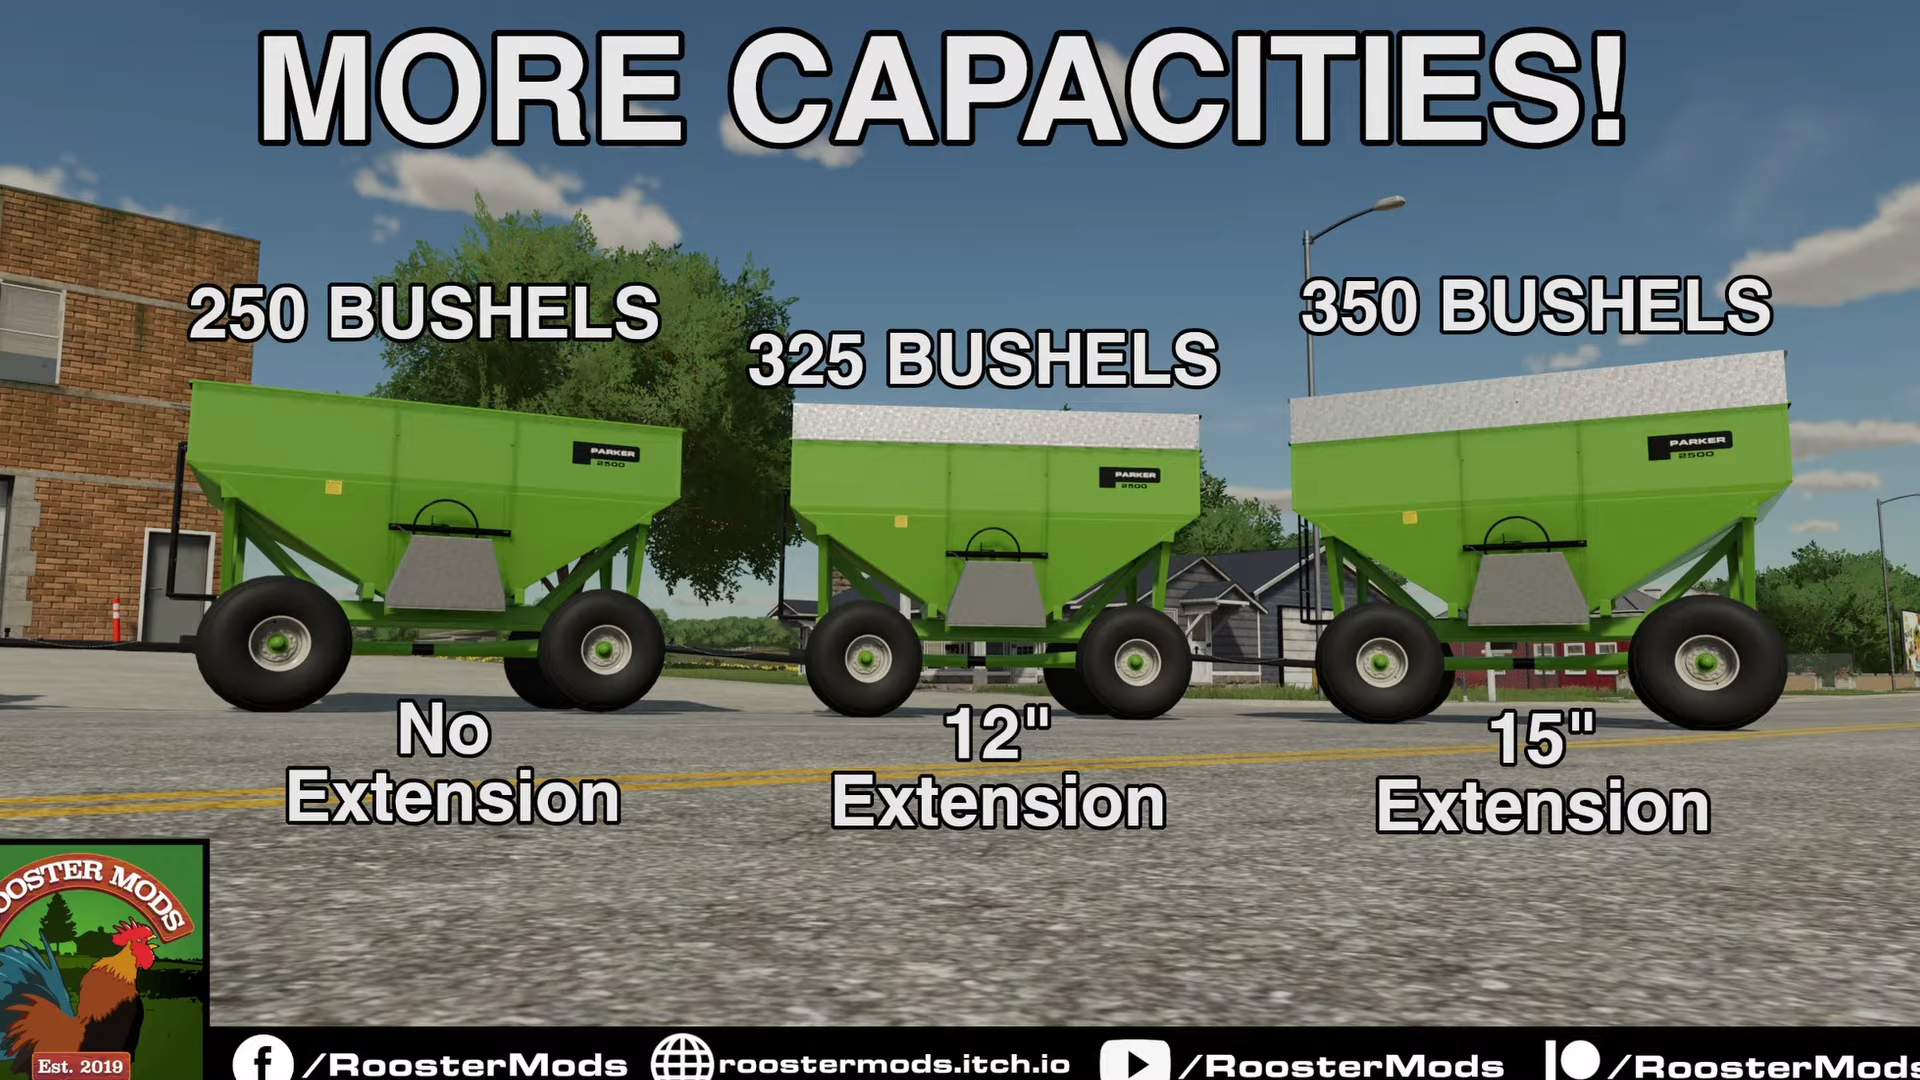 MORE CAPACITIES!
250 BUSHELS
325 BUSHELS
350 BUSHELS
PARKER
2500
PARKER
2500
PARKER
2500
No
Extension
12"
Extension
15"
Extension
ROOSTER MODS
Est. 2019
/RoosterMods
roostermods.itch.io
/RoosterMods
/RoosterMods